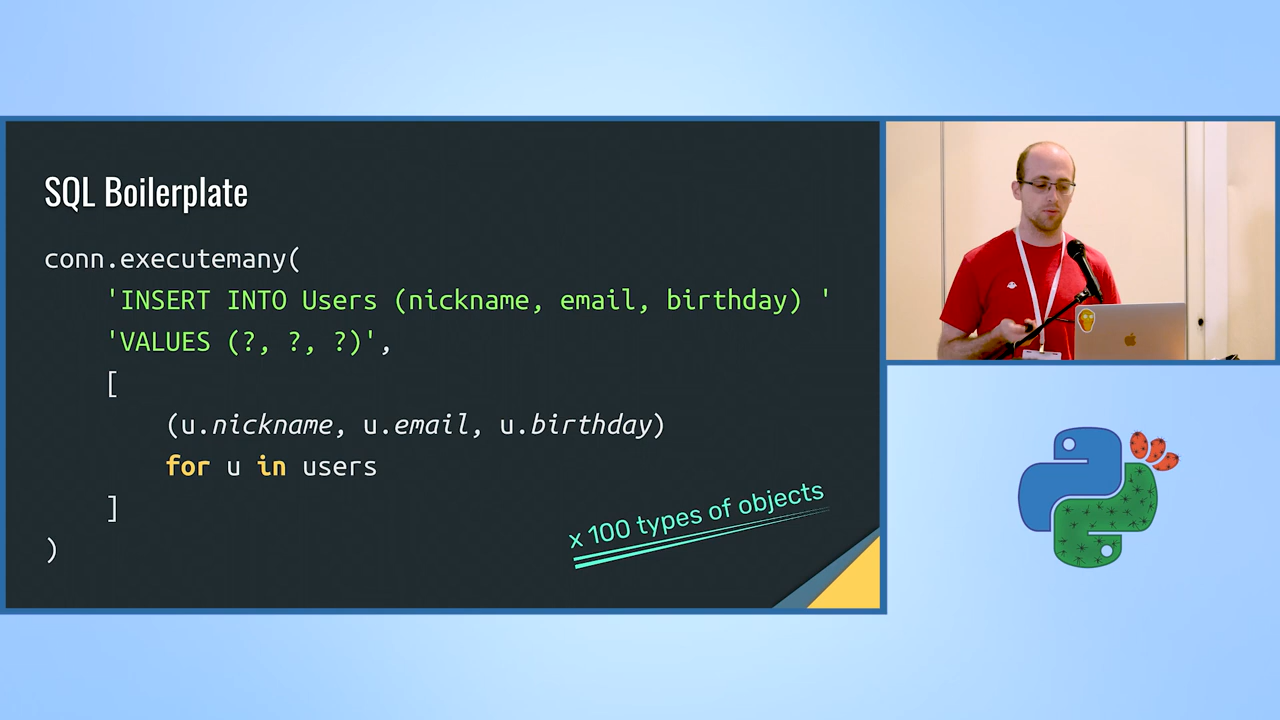 SQL Boilerplate
conn.executemany(
'INSERT INTO Users (nickname, email, birthday) '
'VALUES (?, ?, ?)',
[
(u.nickname, u.email, u.birthday)
for u in users
]
)
x 100 types of objects